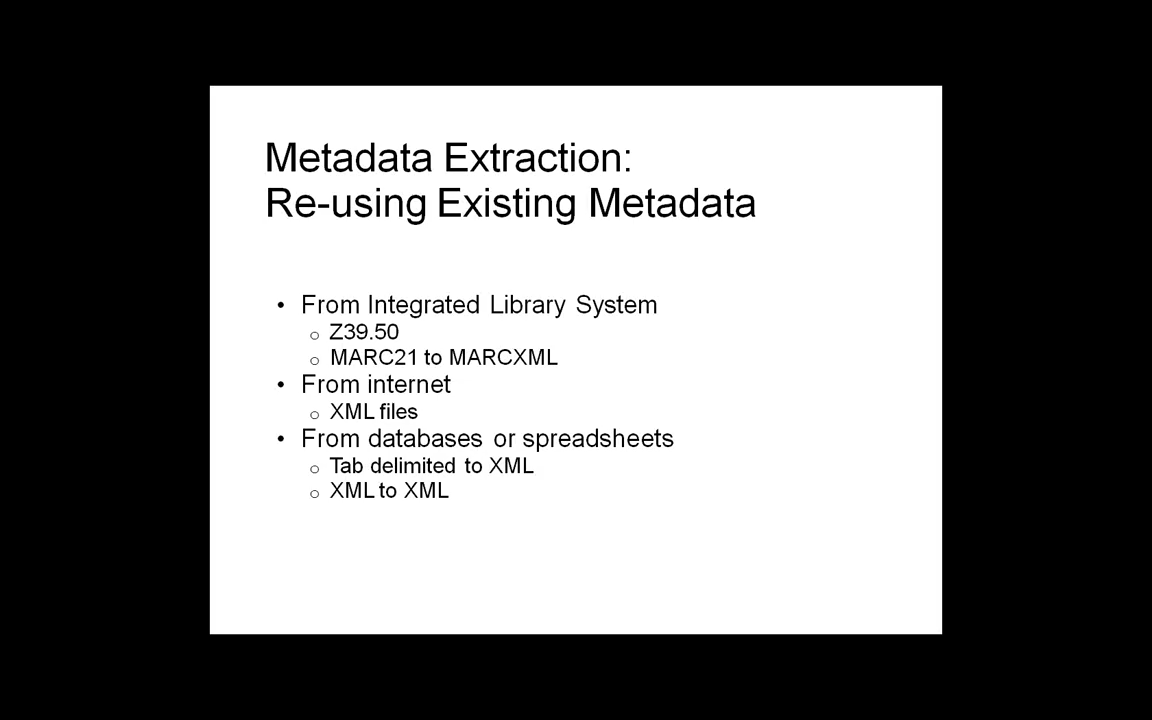 Metadata Extraction:
Re-using Existing Metadata
• From Integrated Library System
o Z39.50
o MARC21 to MARCXML
• From internet
o XML files
• From databases or spreadsheets
o Tab delimited to XML
o XML to XML